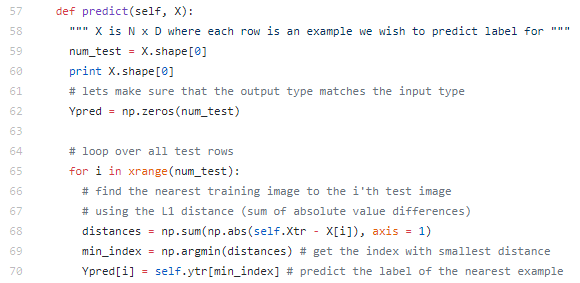 57 def predict(self, X):
58 """ X is N x D where each row is an example we wish to predict label for """
59 num_test = X.shape[0]
60 print X.shape[0]
61 # lets make sure that the output type matches the input type
62 Ypred = np.zeros(num_test)
63
64 # loop over all test rows
65 for i in xrange(num_test):
66 # find the nearest training image to the i'th test image
67 # using the L1 distance (sum of absolute value differences)
68 distances = np.sum(np.abs(self.Xtr - X[i]), axis = 1)
69 min_index = np.argmin(distances) # get the index with smallest distance
70 Ypred[i] = self.ytr[min_index] # predict the label of the nearest example